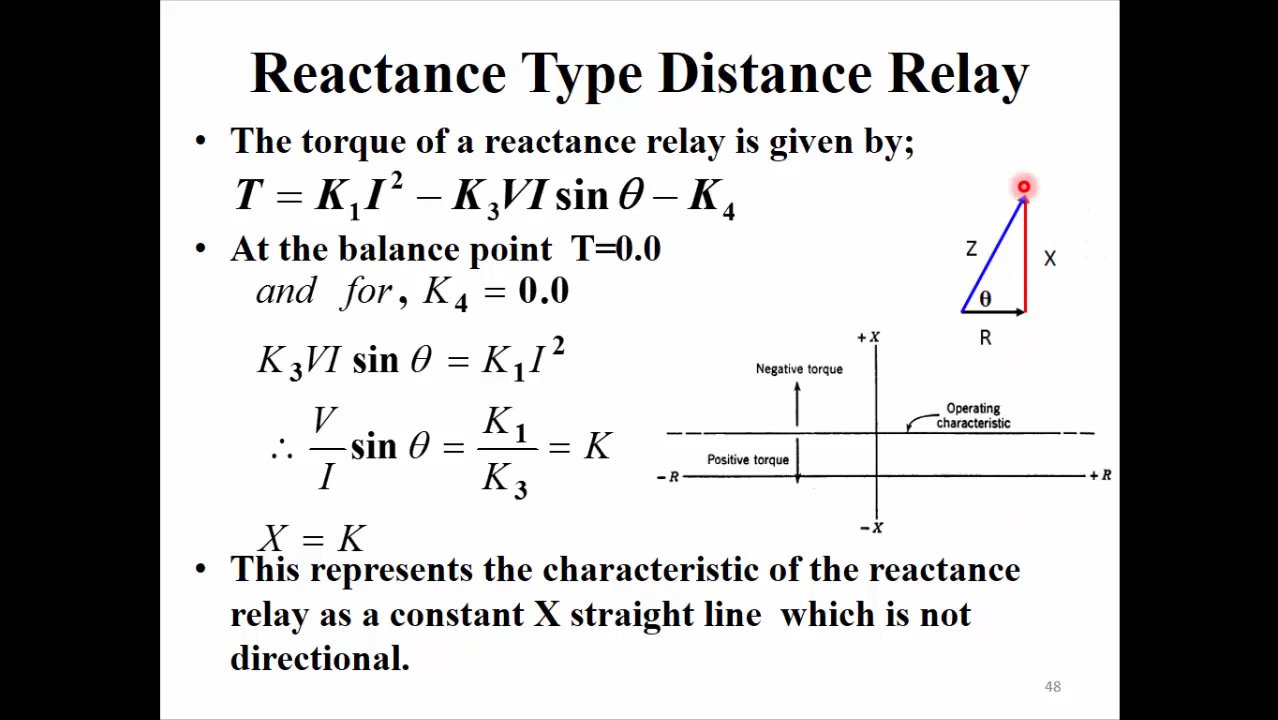 Reactance Type Distance Relay
• The torque of a reactance relay is given by;
T = K₁I² − K₃VI sin θ − K₄
• At the balance point T=0.0
and for, K₄ = 0.0
K₃VI sin θ = K₁I²
∴ V/I sin θ = K₁/K₃ = K
X = K
• This represents the characteristic of the reactance
relay as a constant X straight line which is not
directional.
Z
X
θ
R
+X
Negative torque
Operating
characteristic
Positive torque
−R
+R
−X
48